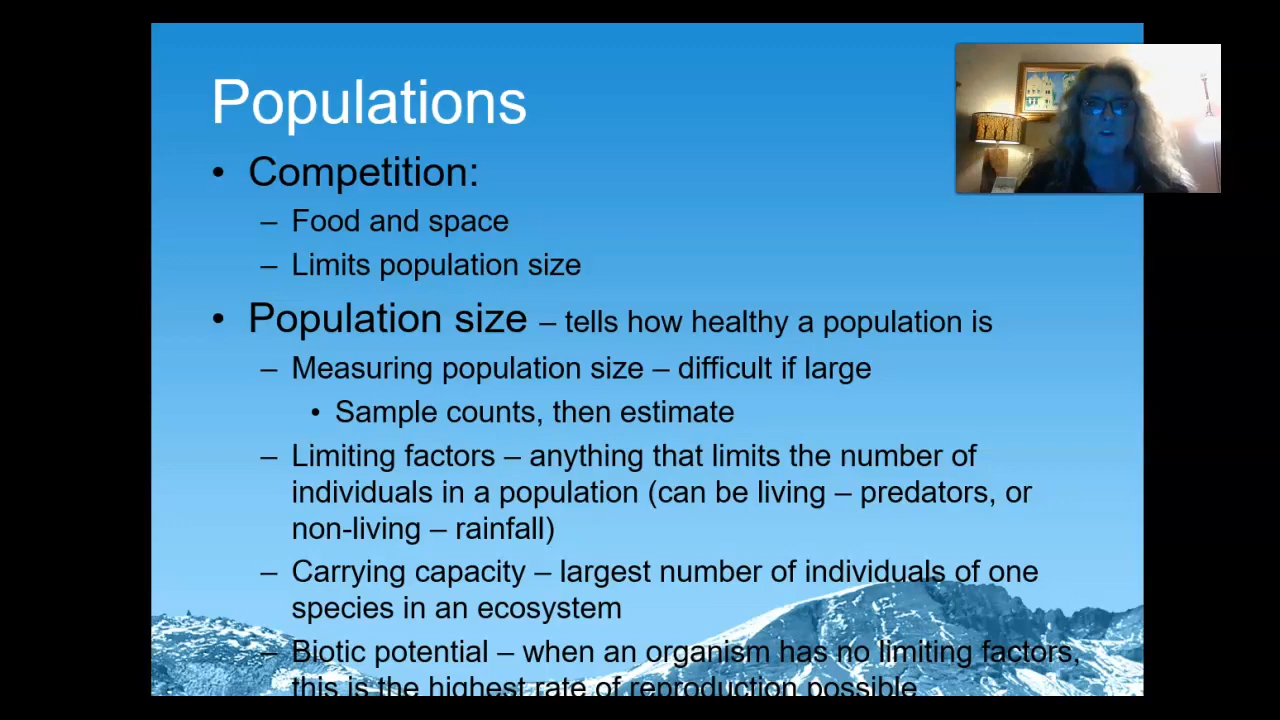 Populations
• Competition:
– Food and space
– Limits population size
• Population size – tells how healthy a population is
– Measuring population size – difficult if large
• Sample counts, then estimate
– Limiting factors – anything that limits the number of
individuals in a population (can be living – predators, or
non-living – rainfall)
– Carrying capacity – largest number of individuals of one
species in an ecosystem
– Biotic potential – when an organism has no limiting factors,
this is the highest rate of reproduction possible